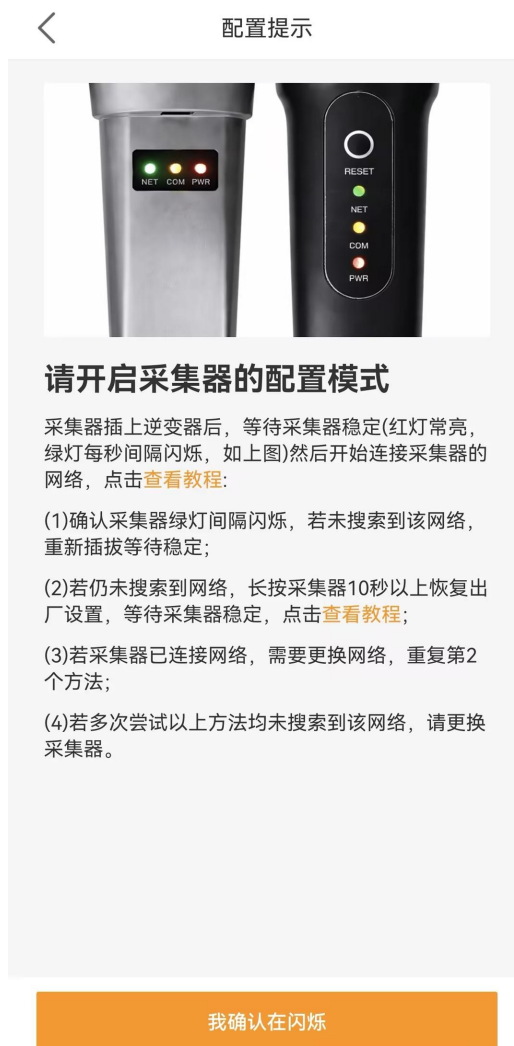 配置提示
NET COM PWR
RESET
NET
COM
PWR
请开启采集器的配置模式
采集器插上逆变器后，等待采集器稳定(红灯常亮，
绿灯每秒间隔闪烁，如上图)然后开始连接采集器的
网络，点击查看教程:
(1)确认采集器绿灯间隔闪烁，若未搜索到该网络，
重新插拔等待稳定；
(2)若仍未搜索到网络，长按采集器10秒以上恢复出
厂设置，等待采集器稳定，点击查看教程；
(3)若采集器已连接网络，需要更换网络，重复第2
个方法；
(4)若多次尝试以上方法均未搜索到该网络，请更换
采集器。
我确认在闪烁